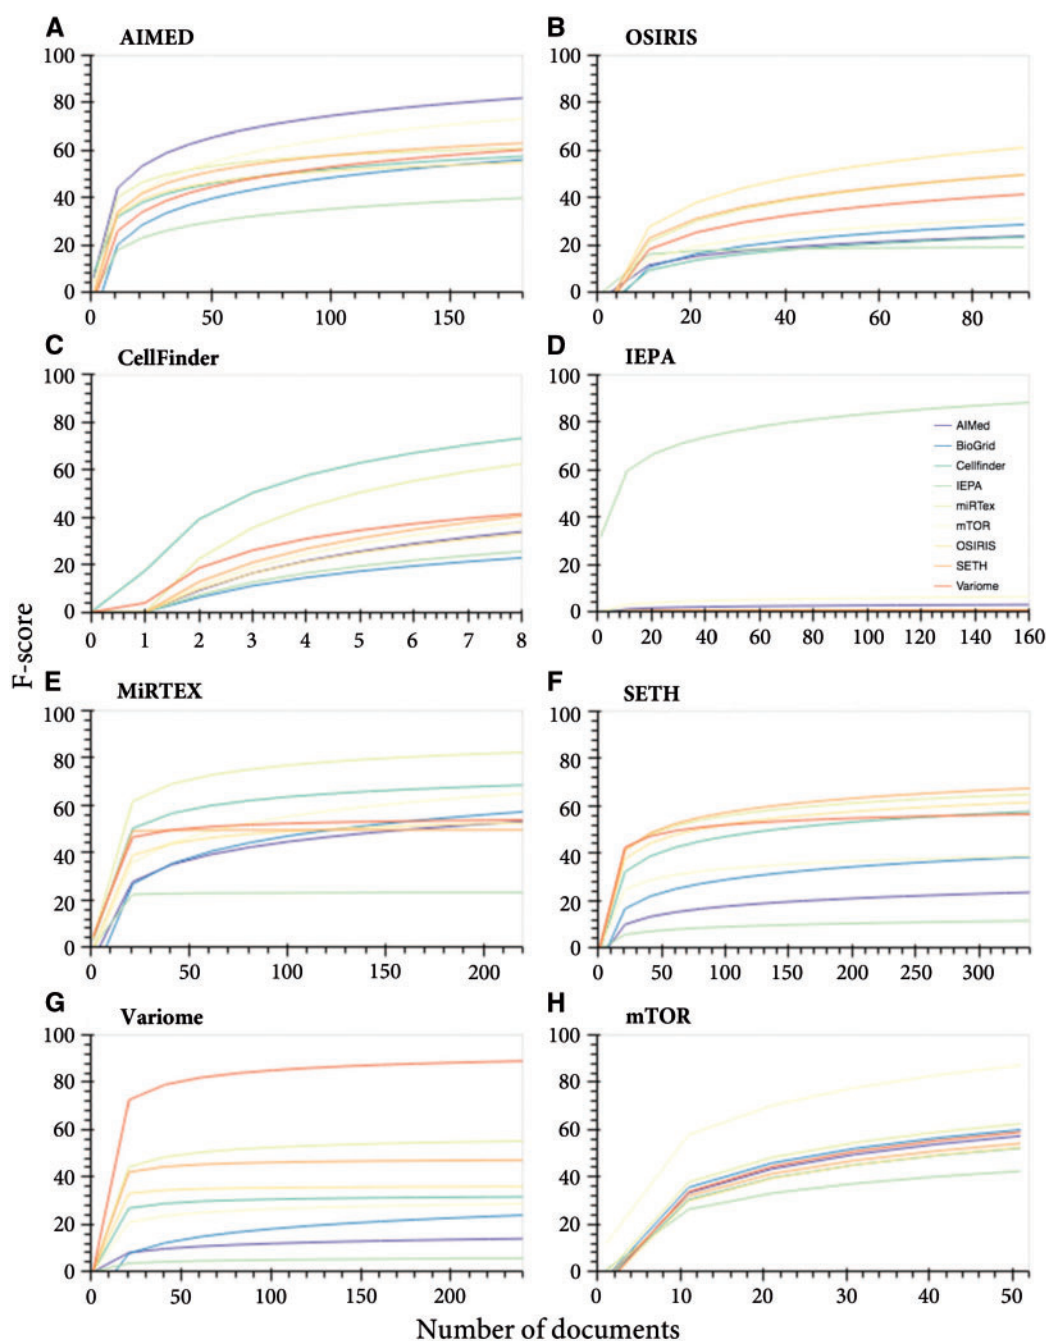 A AIMED
100
80
60
40
20
0
0 50 100 150
B OSIRIS
100
80
60
40
20
0
0 20 40 60 80
C CellFinder
100
80
60
40
20
0
0 1 2 3 4 5 6 7 8
D IEPA
100
80
60
40
20
0
0 20 40 60 80 100 120 140 160
AIMed
BioGrid
Cellfinder
IEPA
miRTex
mTOR
OSIRIS
SETH
Variome
F-score
E MiRTEX
100
80
60
40
20
0
0 50 100 150 200
F SETH
100
80
60
40
20
0
0 50 100 150 200 250 300
G Variome
100
80
60
40
20
0
0 50 100 150 200
H mTOR
100
80
60
40
20
0
0 10 20 30 40 50
Number of documents